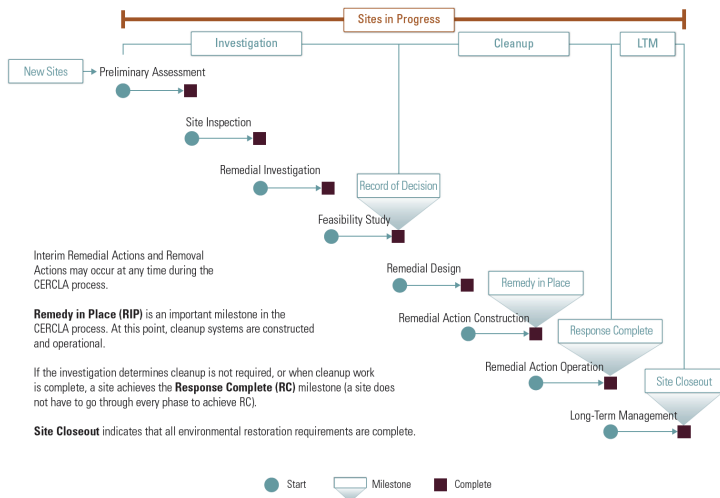 Sites in Progress
Investigation
Cleanup
LTM
New Sites
Preliminary Assessment
Site Inspection
Remedial Investigation
Record of Decision
Feasibility Study
Interim Remedial Actions and Removal
Actions may occur at any time during the
CERCLA process.
Remedial Design
Remedy in Place
Remedy in Place (RIP) is an important milestone in the
CERCLA process. At this point, cleanup systems are constructed
and operational.
Remedial Action Construction
Response Complete
Remedial Action Operation
If the investigation determines cleanup is not required, or when cleanup work
is complete, a site achieves the Response Complete (RC) milestone (a site does
not have to go through every phase to achieve RC).
Site Closeout
Long-Term Management
Site Closeout indicates that all environmental restoration requirements are complete.
Start
Milestone
Complete